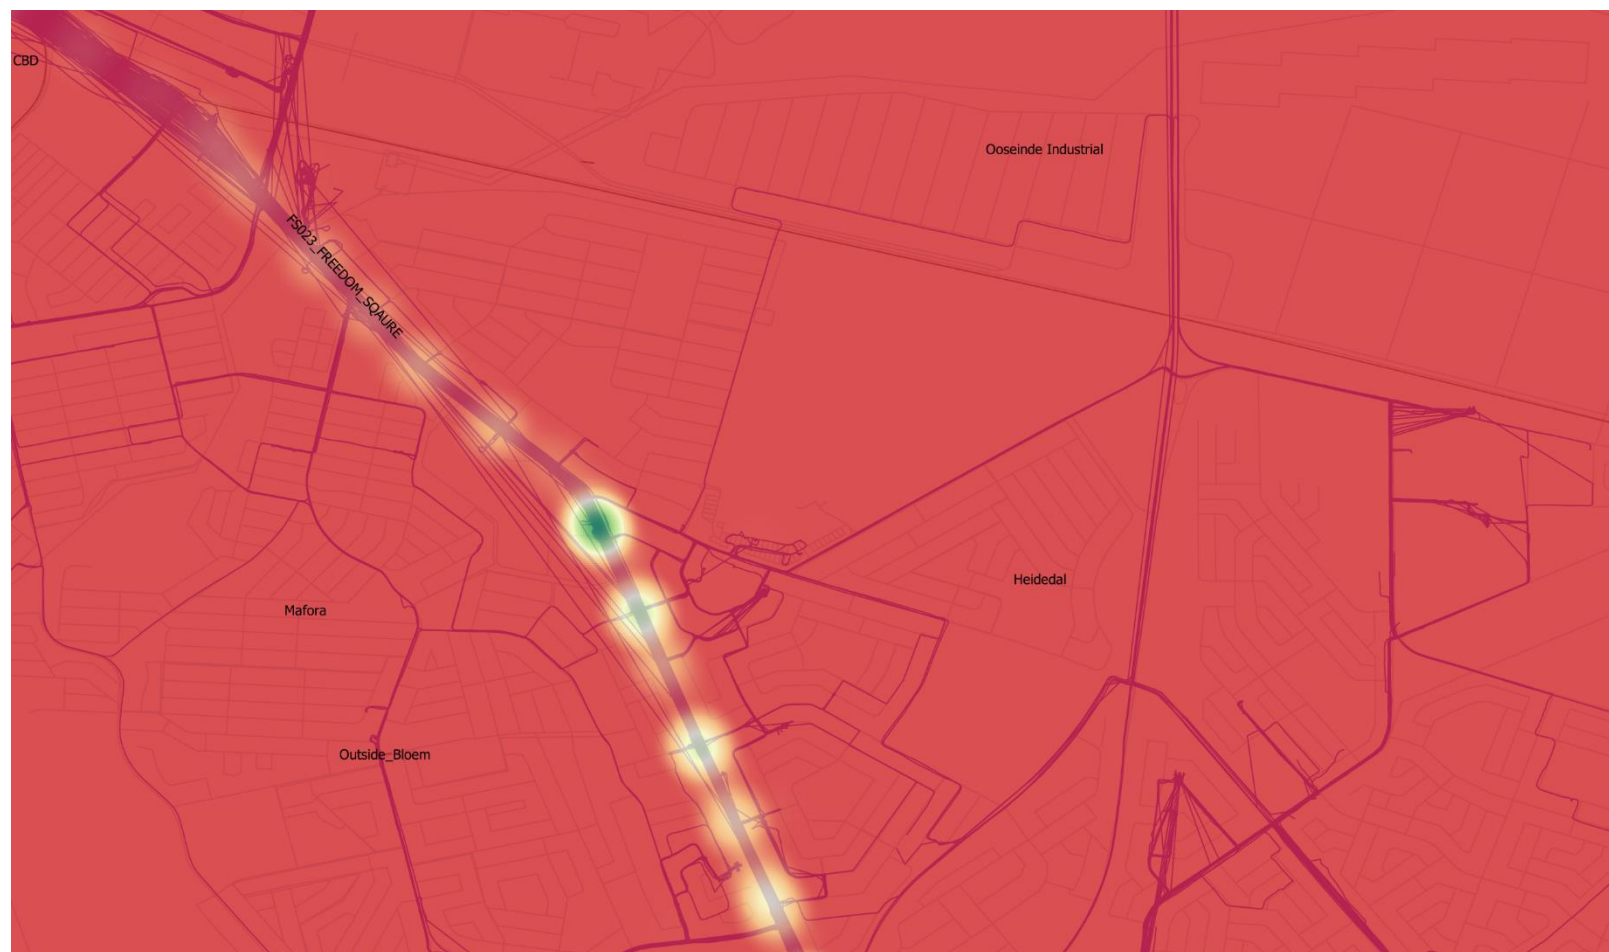 CBD
Ooseinde Industrial
FS023_FREEDOM_SQAURE
Heidedal
Mafora
Outside_Bloem